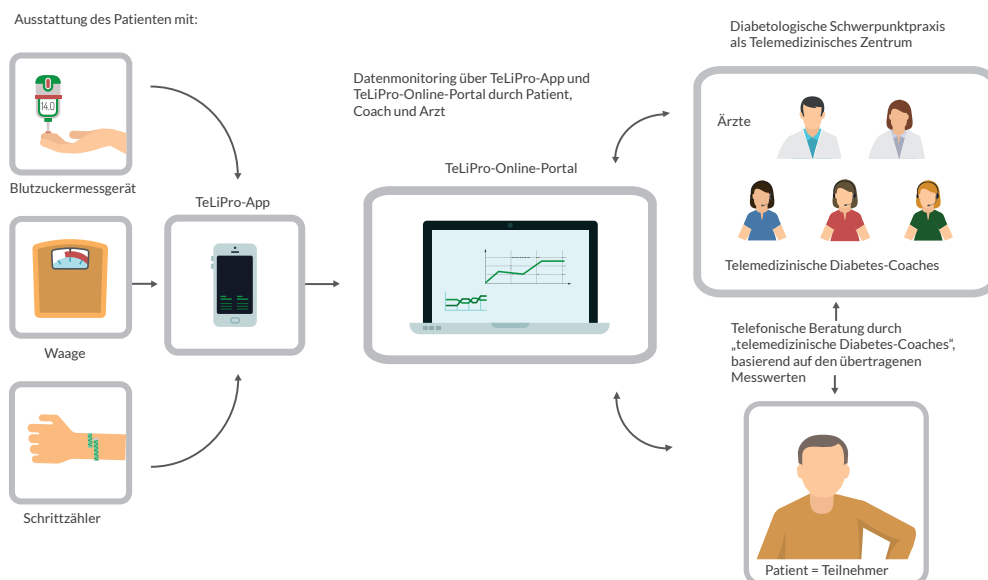 Ausstattung des Patienten mit:
14.0
Blutzuckermessgerät
Waage
Schrittzähler
TeLiPro-App
Datenmonitoring über TeLiPro-App und
TeLiPro-Online-Portal durch Patient,
Coach und Arzt
TeLiPro-Online-Portal
Diabetologische Schwerpunktpraxis
als Telemedizinisches Zentrum
Ärzte
Telemedizinische Diabetes-Coaches
Telefonische Beratung durch
„telemedizinische Diabetes-Coaches“,
basierend auf den übertragenen
Messwerten
Patient = Teilnehmer